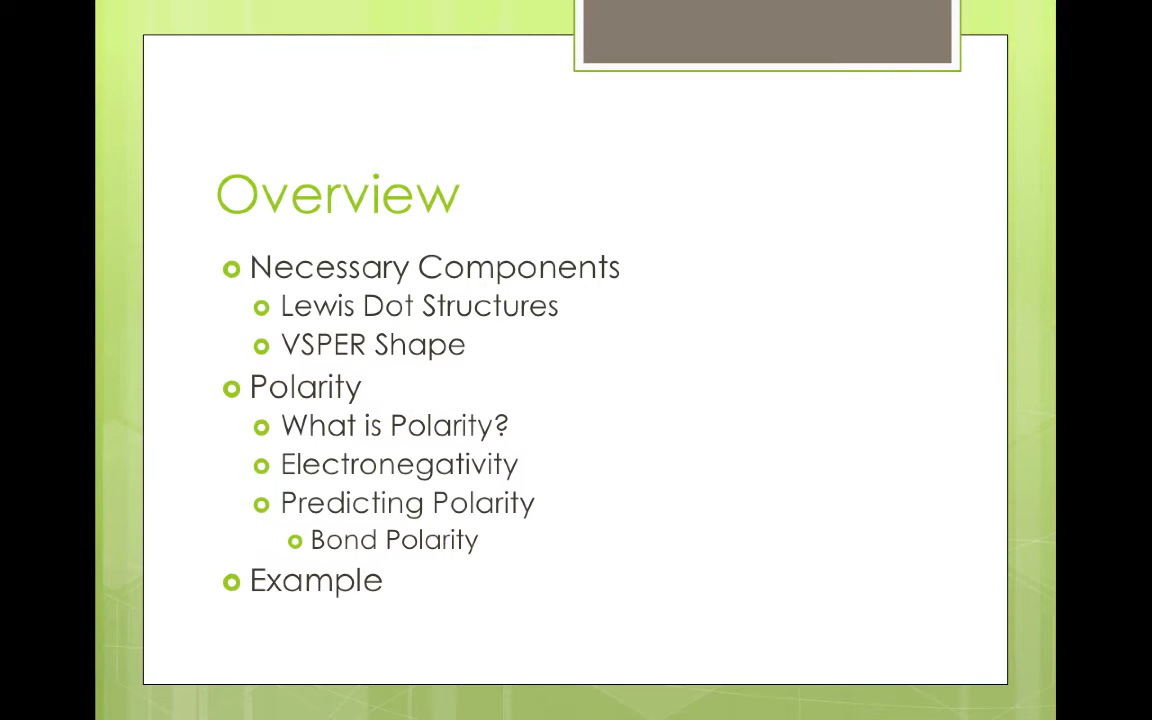 Overview
Necessary Components
Lewis Dot Structures
VSPER Shape
Polarity
What is Polarity?
Electronegativity
Predicting Polarity
Bond Polarity
Example